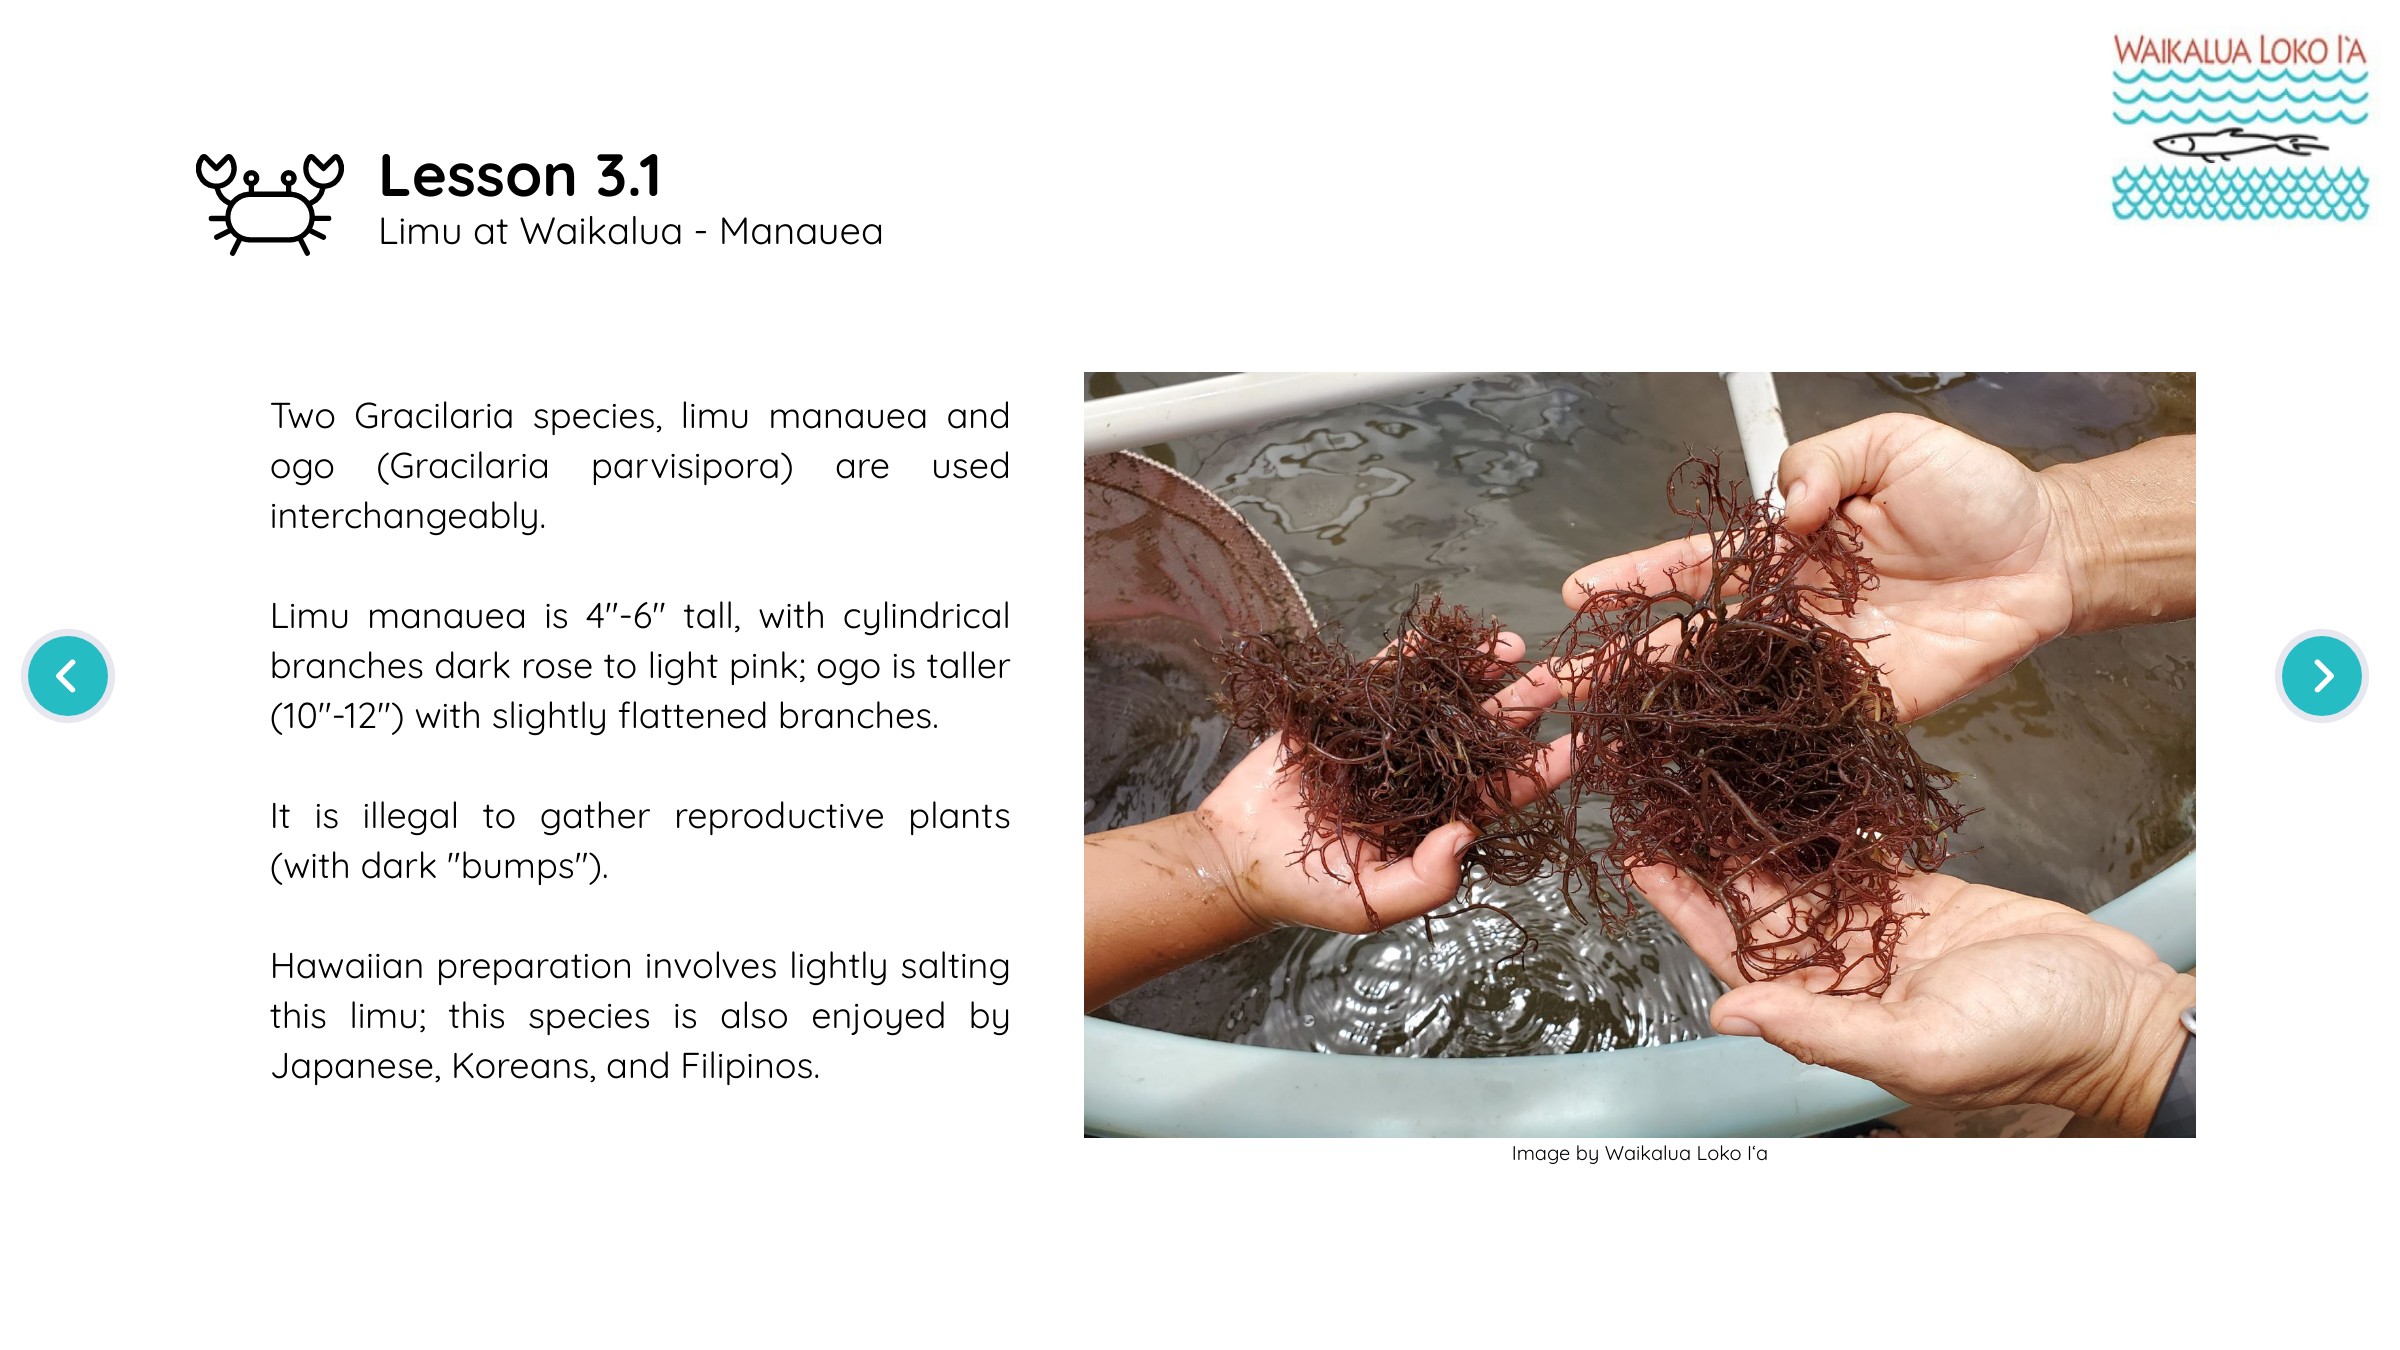 WAIKALUA LOKO I'A
Lesson 3.1
Limu at Waikalua - Manauea
Two Gracilaria species, limu manauea and
ogo (Gracilaria parvisipora) are used
interchangeably.
Limu manauea is 4"-6" tall, with cylindrical
branches dark rose to light pink; ogo is taller
(10"-12") with slightly flattened branches.
It is illegal to gather reproductive plants
(with dark "bumps").
Hawaiian preparation involves lightly salting
this limu; this species is also enjoyed by
Japanese, Koreans, and Filipinos.
Image by Waikalua Loko Iʻa